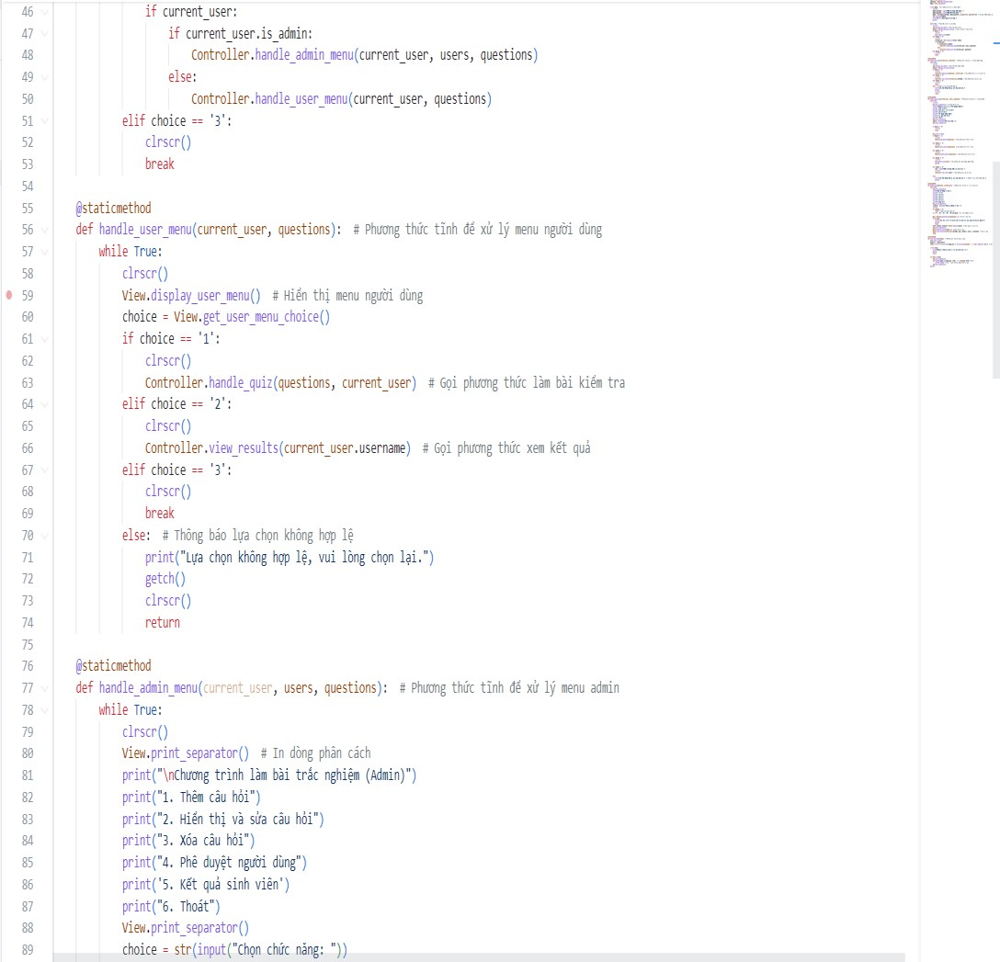 46 if current_user:
47 if current_user.is_admin:
48 Controller.handle_admin_menu(current_user, users, questions)
49 else:
50 Controller.handle_user_menu(current_user, questions)
51 elif choice == '3':
52 clrscr()
53 break
54
55 @staticmethod
56 def handle_user_menu(current_user, questions):  # Phương thức tĩnh để xử lý menu người dùng
57 while True:
58 clrscr()
59 View.display_user_menu()  # Hiển thị menu người dùng
60 choice = View.get_user_menu_choice()
61 if choice == '1':
62 clrscr()
63 Controller.handle_quiz(questions, current_user)  # Gọi phương thức làm bài kiểm tra
64 elif choice == '2':
65 clrscr()
66 Controller.view_results(current_user.username)  # Gọi phương thức xem kết quả
67 elif choice == '3':
68 clrscr()
69 break
70 else:  # Thông báo lựa chọn không hợp lệ
71 print("Lựa chọn không hợp lệ, vui lòng chọn lại.")
72 getch()
73 clrscr()
74 return
75
76 @staticmethod
77 def handle_admin_menu(current_user, users, questions):  # Phương thức tĩnh để xử lý menu admin
78 while True:
79 clrscr()
80 View.print_separator()  # In dòng phân cách
81 print("\nChương trình làm bài trắc nghiệm (Admin)")
82 print("1. Thêm câu hỏi")
83 print("2. Hiển thị và sửa câu hỏi")
84 print("3. Xóa câu hỏi")
85 print("4. Phê duyệt người dùng")
86 print('5. Kết quả sinh viên')
87 print("6. Thoát")
88 View.print_separator()
89 choice = str(input("Chọn chức năng: "))